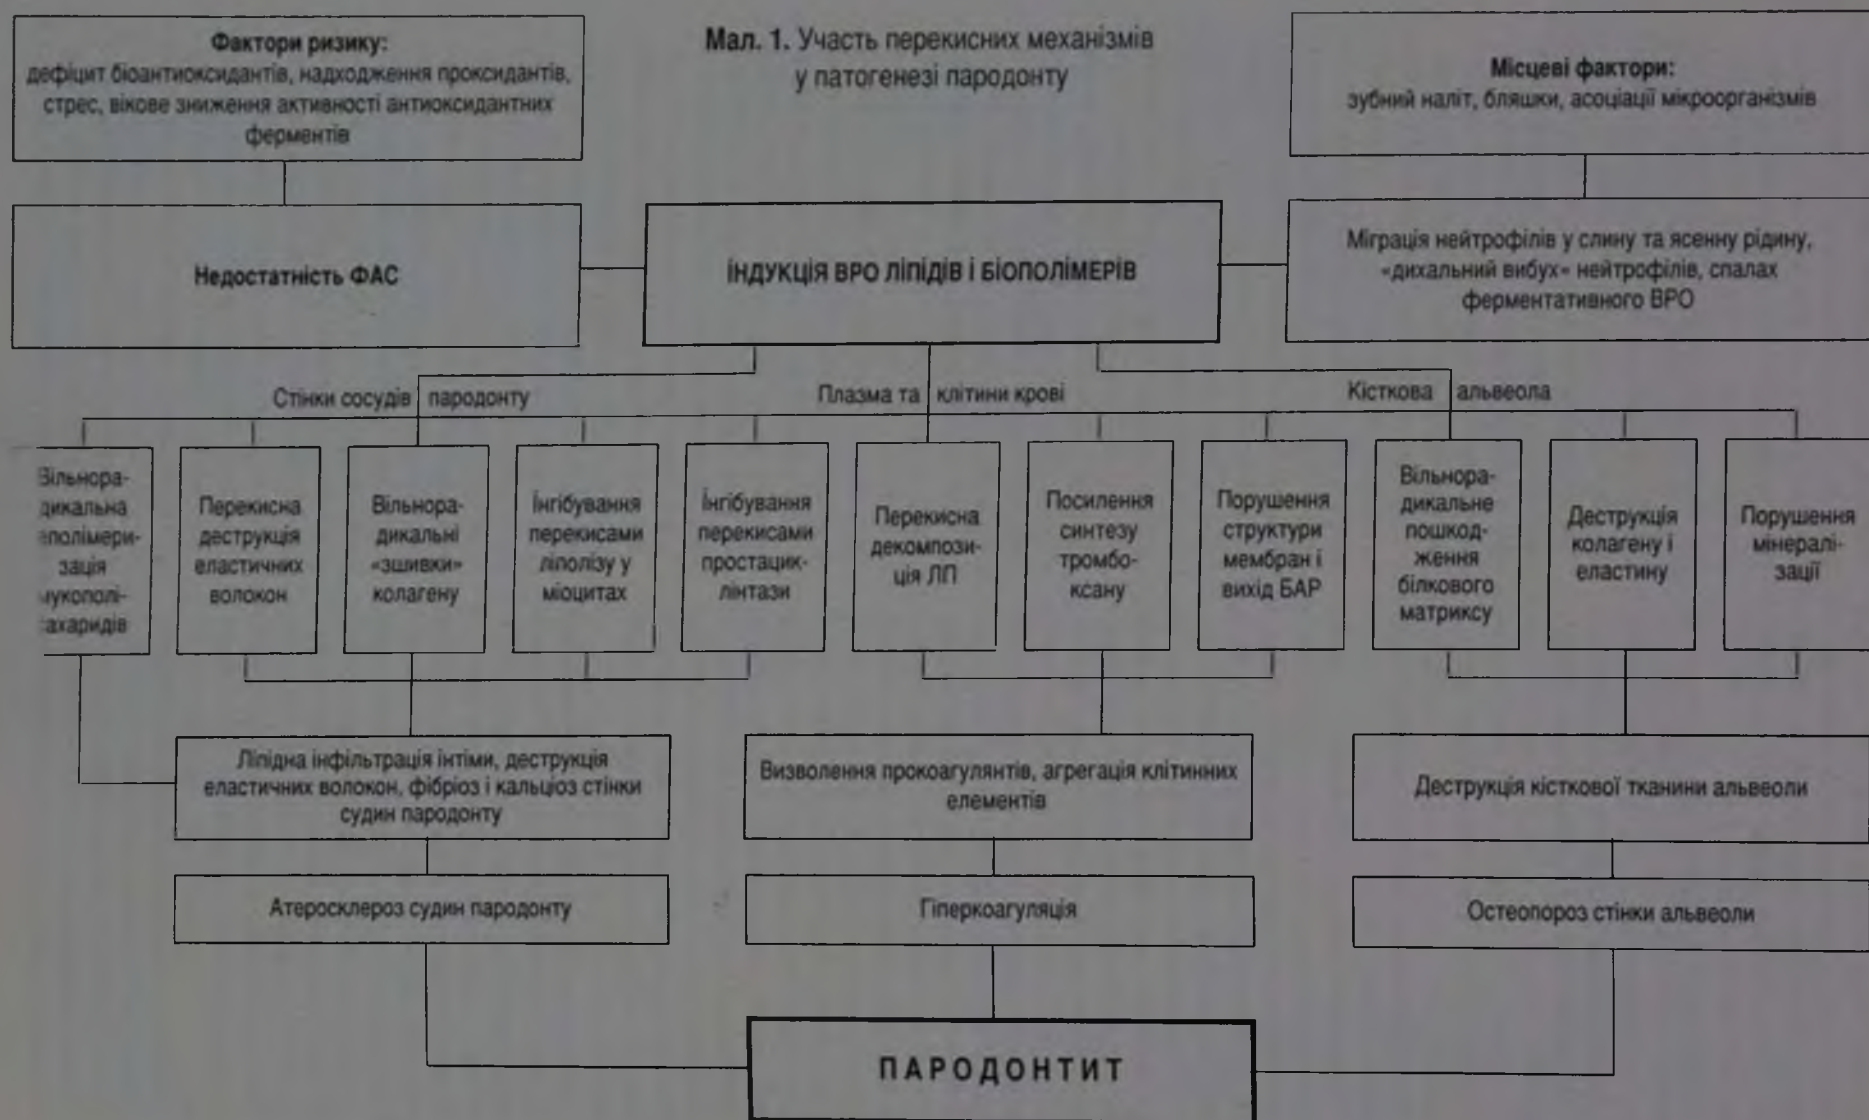 Фактори ризику:
дефіцит біоантиоксидантів, надходження проксидантів,
стрес, вікове зниження активності антиоксидантних
ферментів
Мал. 1. Участь перекисних механізмів
у патогенезі пародонту
Місцеві фактори:
зубний наліт, бляшки, асоціації мікроорганізмів
Недостатність ФАС
ІНДУКЦІЯ ВРО ЛІПІДІВ І БІОПОЛІМЕРІВ
Міграція нейтрофілів у слину та ясенну рідину,
«дихальний вибух» нейтрофілів, спалах
ферментативного ВРО
Стінки сосудів пародонту
Плазма та клітини крові
Кісткова альвеола
Вільнора-
дикальна
еполімери-
зація
мукополі-
ахаридів
Перекисна
деструкція
еластичних
волокон
Вільнора-
дикальні
«зшивки»
колагену
Інгібування
перекисами
ліполізу у
міоцитах
Інгібування
перекисами
простацик-
лінтази
Перекисна
декомпози-
ція ЛП
Посилення
синтезу
тромбо-
ксану
Порушення
структури
мембран і
вихід БАР
Вільнора-
дикальне
пошкод-
ження
білкового
матриксу
Деструкція
колагену і
еластину
Порушення
мінералі-
зації
Ліпідна інфільтрація інтіми, деструкція
еластичних волокон, фібріоз і кальціоз стінки
судин пародонту
Визволення прокоагулянтів, агрегація клітинних
елементів
Деструкція кісткової тканини альвеоли
Атеросклероз судин пародонту
Гіперкоагуляція
Остеопороз стінки альвеоли
ПАРОДОНТИТ